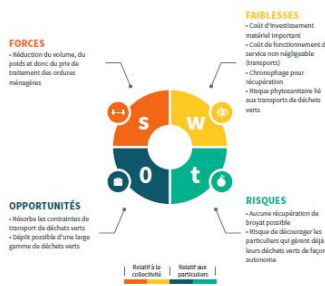 FORCES
• Réduction du volume, du
poids et donc du prix de
traitement des ordures
ménagères
FAIBLESSES
• Coût d'investissement
matériel important
• Coût de fonctionnement d
service non négligeable
(transports)
• Chronophage pour
récupération
• Risque phytosanitaire lié
aux transports de déchets
verts
s
w
o
t
OPPORTUNITÉS
• Résorbe les contraintes de
transport de déchets verts
• Dépôt possible d'une large
gamme de déchets verts
RISQUES
• Aucune récupération de
broyat possible
• Risque de décourager les
particuliers qui gèrent déjà
leurs déchets verts de façon
autonome
Relatif à la
collectivité
Relatif aux
particuliers